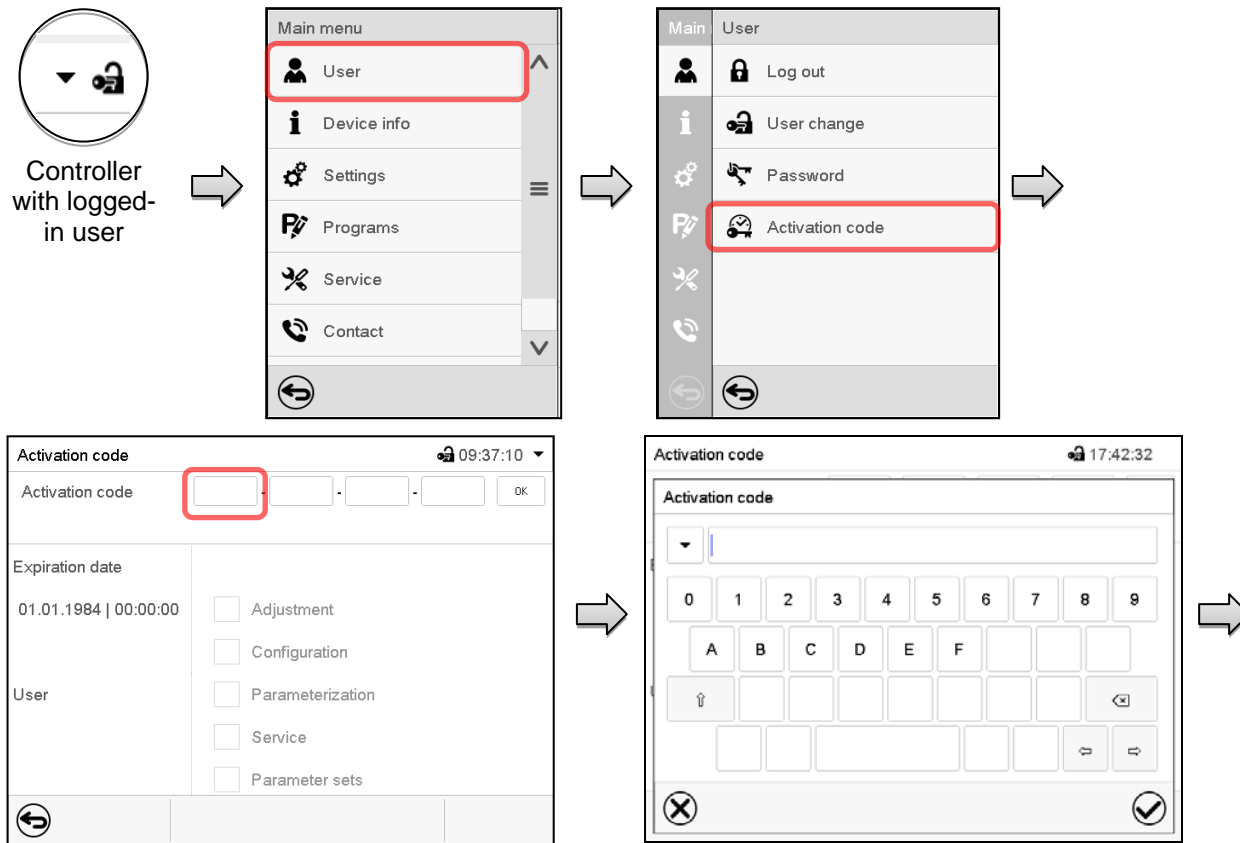 Controller
with logged-
in user
Main menu
User
Device info
Settings
Programs
Service
Contact
Main
User
Log out
User change
Password
Activation code
Activation code 09:37:10
Activation code - - - OK
Expiration date
01.01.1984 | 00:00:00
Adjustment
Configuration
User
Parameterization
Service
Parameter sets
Activation code 17:42:32
Activation code
0 1 2 3 4 5 6 7 8 9
A B C D E F